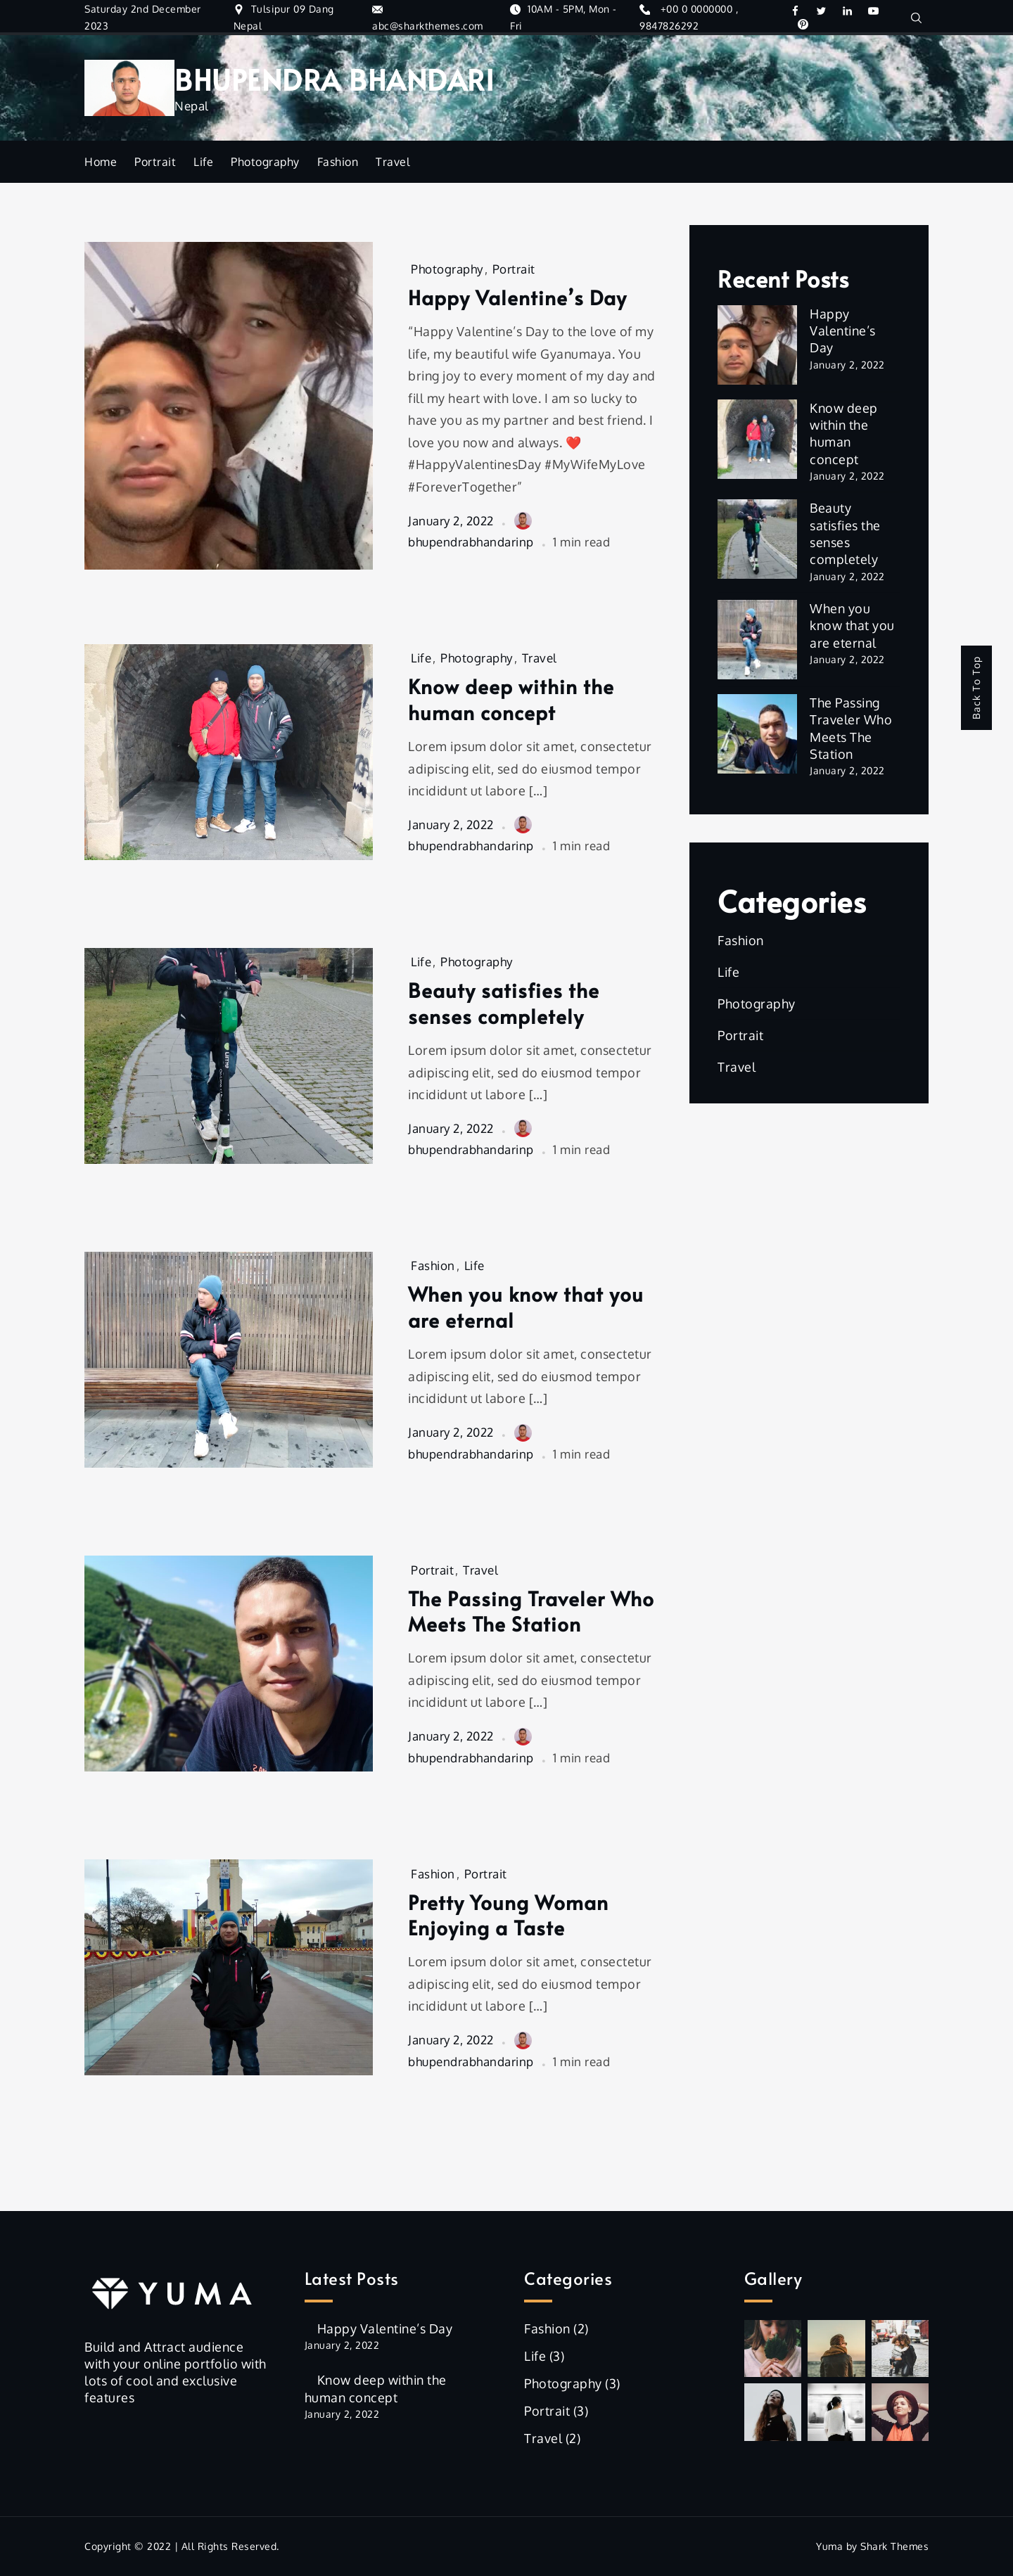 Saturday 2nd December
2023
Tulsipur 09 Dang
Nepal
abc@sharkthemes.com
10AM - 5PM, Mon -
Fri
+00 0 0000000 ,
9847826292
BHUPENDRA BHANDARI
Nepal
Home Portrait Life Photography Fashion Travel
Photography, Portrait
Happy Valentine’s Day
“Happy Valentine’s Day to the love of my
life, my beautiful wife Gyanumaya. You
bring joy to every moment of my day and
fill my heart with love. I am so lucky to
have you as my partner and best friend. I
love you now and always. ❤️
#HappyValentinesDay #MyWifeMyLove
#ForeverTogether”
January 2, 2022
bhupendrabhandarinp 1 min read
Life, Photography, Travel
Know deep within the
human concept
Lorem ipsum dolor sit amet, consectetur
adipiscing elit, sed do eiusmod tempor
incididunt ut labore […]
January 2, 2022
bhupendrabhandarinp 1 min read
Life, Photography
Beauty satisfies the
senses completely
Lorem ipsum dolor sit amet, consectetur
adipiscing elit, sed do eiusmod tempor
incididunt ut labore […]
January 2, 2022
bhupendrabhandarinp 1 min read
Fashion, Life
When you know that you
are eternal
Lorem ipsum dolor sit amet, consectetur
adipiscing elit, sed do eiusmod tempor
incididunt ut labore […]
January 2, 2022
bhupendrabhandarinp 1 min read
Portrait, Travel
The Passing Traveler Who
Meets The Station
Lorem ipsum dolor sit amet, consectetur
adipiscing elit, sed do eiusmod tempor
incididunt ut labore […]
January 2, 2022
bhupendrabhandarinp 1 min read
Fashion, Portrait
Pretty Young Woman
Enjoying a Taste
Lorem ipsum dolor sit amet, consectetur
adipiscing elit, sed do eiusmod tempor
incididunt ut labore […]
January 2, 2022
bhupendrabhandarinp 1 min read
Recent Posts
Happy
Valentine’s
Day
January 2, 2022
Know deep
within the
human
concept
January 2, 2022
Beauty
satisfies the
senses
completely
January 2, 2022
When you
know that you
are eternal
January 2, 2022
The Passing
Traveler Who
Meets The
Station
January 2, 2022
Categories
Fashion
Life
Photography
Portrait
Travel
Back To Top
YUMA
Build and Attract audience
with your online portfolio with
lots of cool and exclusive
features
Latest Posts
Happy Valentine’s Day
January 2, 2022
Know deep within the
human concept
January 2, 2022
Categories
Fashion (2)
Life (3)
Photography (3)
Portrait (3)
Travel (2)
Gallery
Copyright © 2022 | All Rights Reserved.
Yuma by Shark Themes